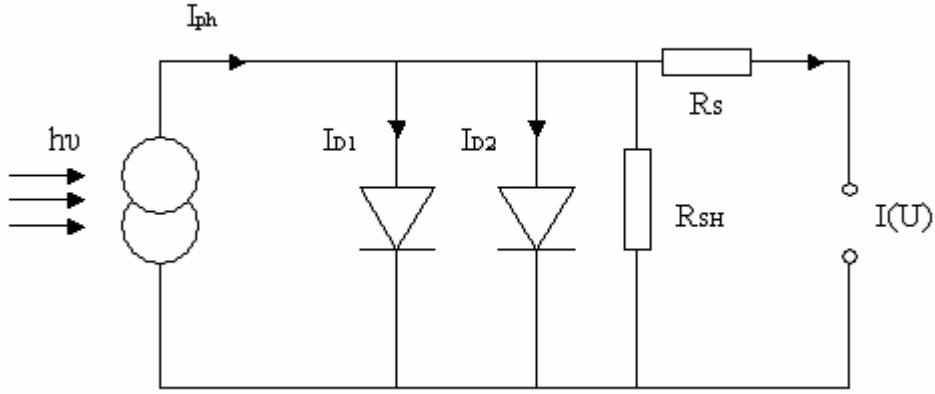 Iph
RS
hυ
ID1
ID2
RSH
I(U)